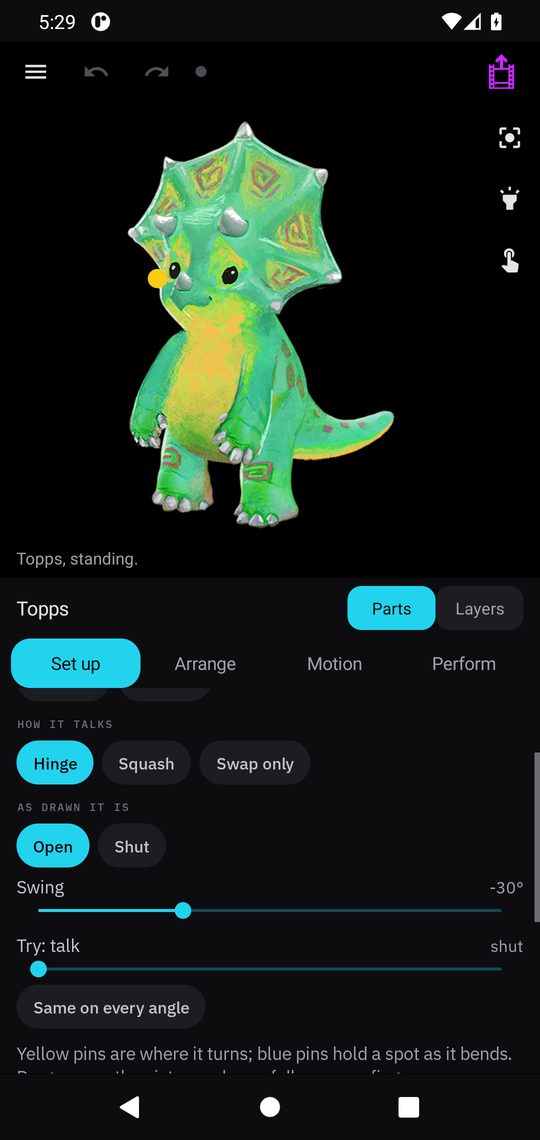 5:29
Topps, standing.
Topps
Parts
Layers
Set up
Arrange
Motion
Perform
HOW IT TALKS
Hinge
Squash
Swap only
AS DRAWN IT IS
Open
Shut
Swing
-30°
Try: talk
shut
Same on every angle
Yellow pins are where it turns; blue pins hold a spot as it bends.